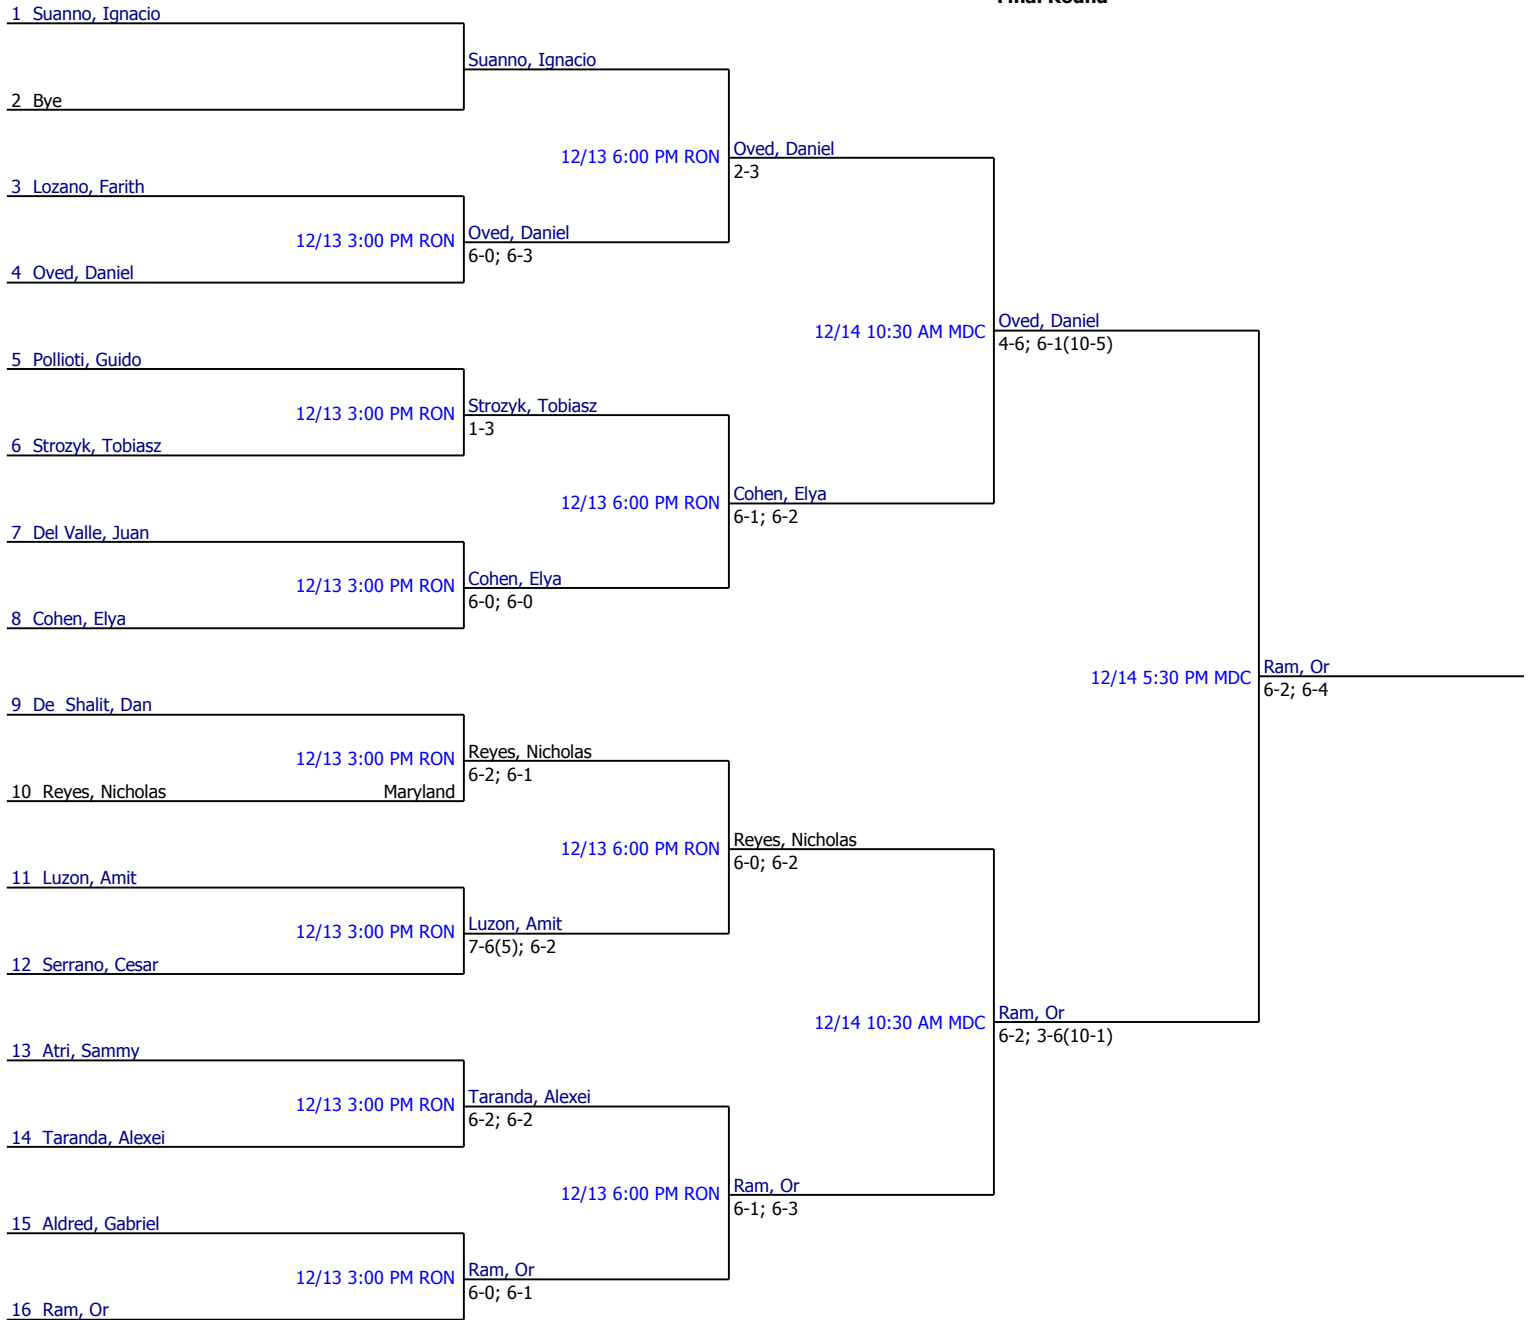 Final Round
1 Suanno, Ignacio
Suanno, Ignacio
2 Bye
12/13 6:00 PM RON
Oved, Daniel
2-3
3 Lozano, Farith
12/13 3:00 PM RON
Oved, Daniel
6-0; 6-3
4 Oved, Daniel
12/14 10:30 AM MDC
Oved, Daniel
4-6; 6-1(10-5)
5 Pollioti, Guido
12/13 3:00 PM RON
Strozyk, Tobiasz
1-3
6 Strozyk, Tobiasz
12/13 6:00 PM RON
Cohen, Elya
6-1; 6-2
7 Del Valle, Juan
12/13 3:00 PM RON
Cohen, Elya
6-0; 6-0
8 Cohen, Elya
12/14 5:30 PM MDC
Ram, Or
6-2; 6-4
9 De Shalit, Dan
12/13 3:00 PM RON
Reyes, Nicholas
6-2; 6-1
10 Reyes, Nicholas Maryland
12/13 6:00 PM RON
Reyes, Nicholas
6-0; 6-2
11 Luzon, Amit
12/13 3:00 PM RON
Luzon, Amit
7-6(5); 6-2
12 Serrano, Cesar
12/14 10:30 AM MDC
Ram, Or
6-2; 3-6(10-1)
13 Atri, Sammy
12/13 3:00 PM RON
Taranda, Alexei
6-2; 6-2
14 Taranda, Alexei
12/13 6:00 PM RON
Ram, Or
6-1; 6-3
15 Aldred, Gabriel
12/13 3:00 PM RON
Ram, Or
6-0; 6-1
16 Ram, Or